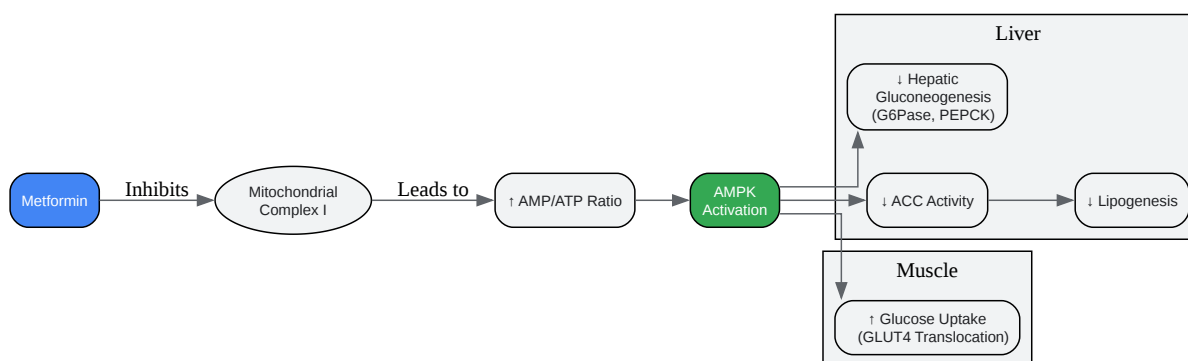 Liver
↓ Hepatic
Gluconeogenesis
(G6Pase, PEPCK)
Metformin
Inhibits
Mitochondrial
Complex I
Leads to
↑ AMP/ATP Ratio
AMPK
Activation
↓ ACC Activity
↓ Lipogenesis
Muscle
↑ Glucose Uptake
(GLUT4 Translocation)